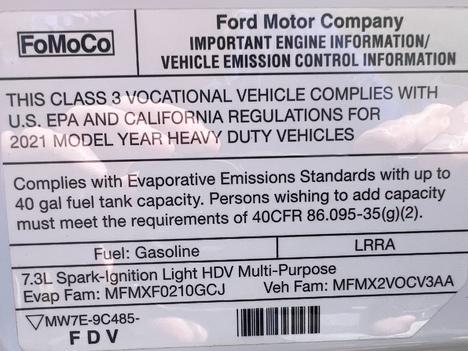 FoMoCo
Ford Motor Company
IMPORTANT ENGINE INFORMATION/
VEHICLE EMISSION CONTROL INFORMATION
THIS CLASS 3 VOCATIONAL VEHICLE COMPLIES WITH
U.S. EPA AND CALIFORNIA REGULATIONS FOR
2021 MODEL YEAR HEAVY DUTY VEHICLES
Complies with Evaporative Emissions Standards with up to
40 gal fuel tank capacity. Persons wishing to add capacity
must meet the requirements of 40CFR 86.095-35(g)(2).
Fuel: Gasoline LRRA
7.3L Spark-Ignition Light HDV Multi-Purpose
Evap Fam: MFMXF0210GCJ Veh Fam: MFMX2VOCV3AA
▽MW7E-9C485-
F D V